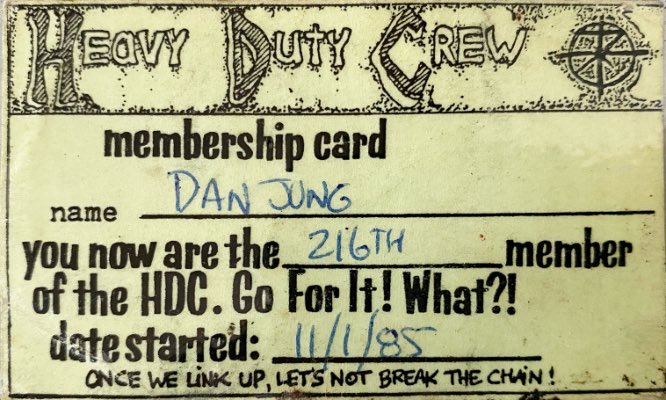 HEAVY DUTY CREW
membership card
name DAN JUNG
you now are the 216TH member
of the HDC. Go For It! What?!
date started: 11/1/85
ONCE WE LINK UP, LET'S NOT BREAK THE CHAIN!